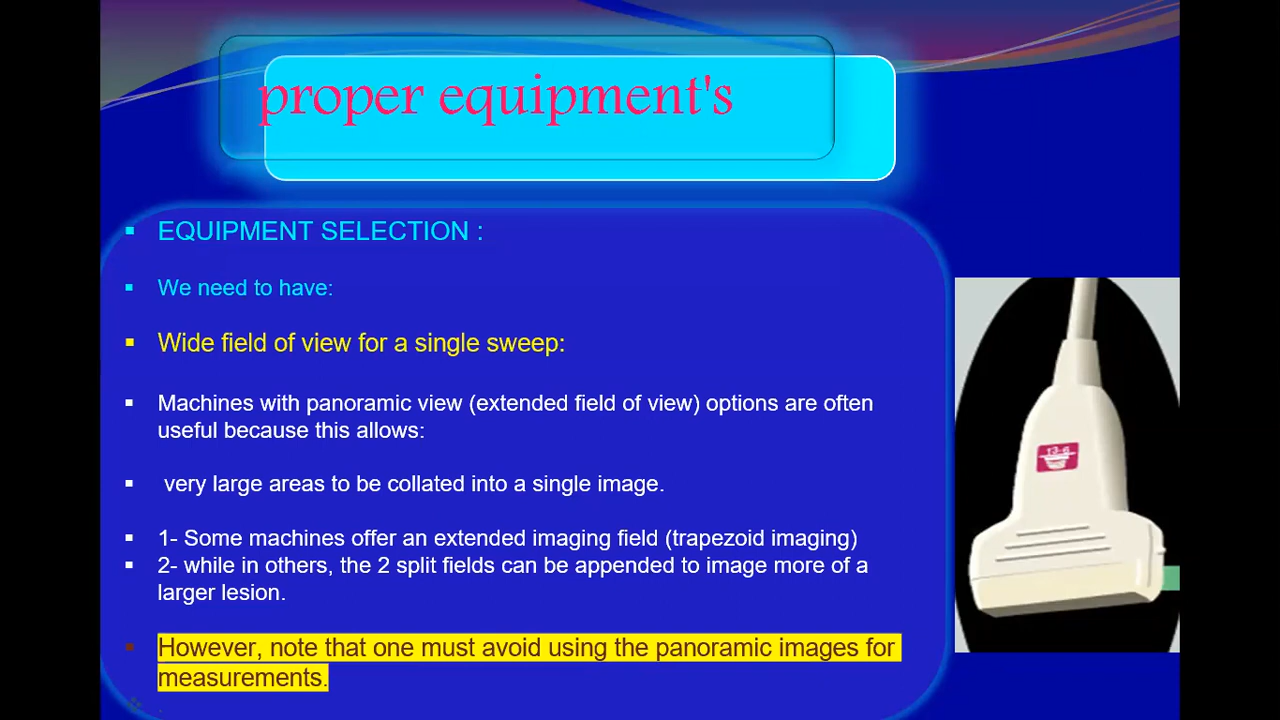 proper equipment's
EQUIPMENT SELECTION :
We need to have:
Wide field of view for a single sweep:
Machines with panoramic view (extended field of view) options are often
useful because this allows:
very large areas to be collated into a single image.
1- Some machines offer an extended imaging field (trapezoid imaging)
2- while in others, the 2 split fields can be appended to image more of a
larger lesion.
However, note that one must avoid using the panoramic images for
measurements.
.